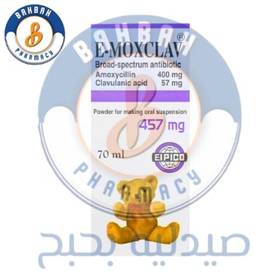 BAHBAH
PHARMACY
E-MOXCLAV®
Broad-spectrum antibiotic
Amoxycillin 400 mg
Clavulanic acid 57 mg
Powder for making oral suspension
457 mg
70 ml
EIPICO
PHARMACY
صيدلية بحبح